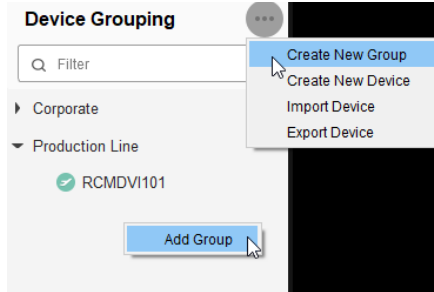 Device Grouping
Filter
Create New Group
Create New Device
Import Device
Export Device
Corporate
Production Line
RCMDVI101
Add Group